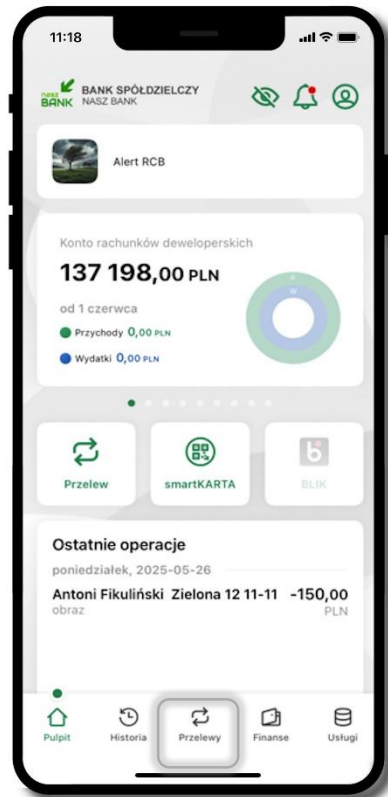 11:18
nasz
BANK
BANK SPÓŁDZIELCZY
NASZ BANK
Alert RCB
Konto rachunków deweloperskich
137 198,00 PLN
od 1 czerwca
Przychody 0,00 PLN
Wydatki 0,00 PLN
P
W
Przelew
smartKARTA
BLIK
Ostatnie operacje
poniedziałek, 2025-05-26
Antoni Fikuliński Zielona 12 11-11 -150,00
obraz PLN
Pulpit
Historia
Przelewy
Finanse
Usługi